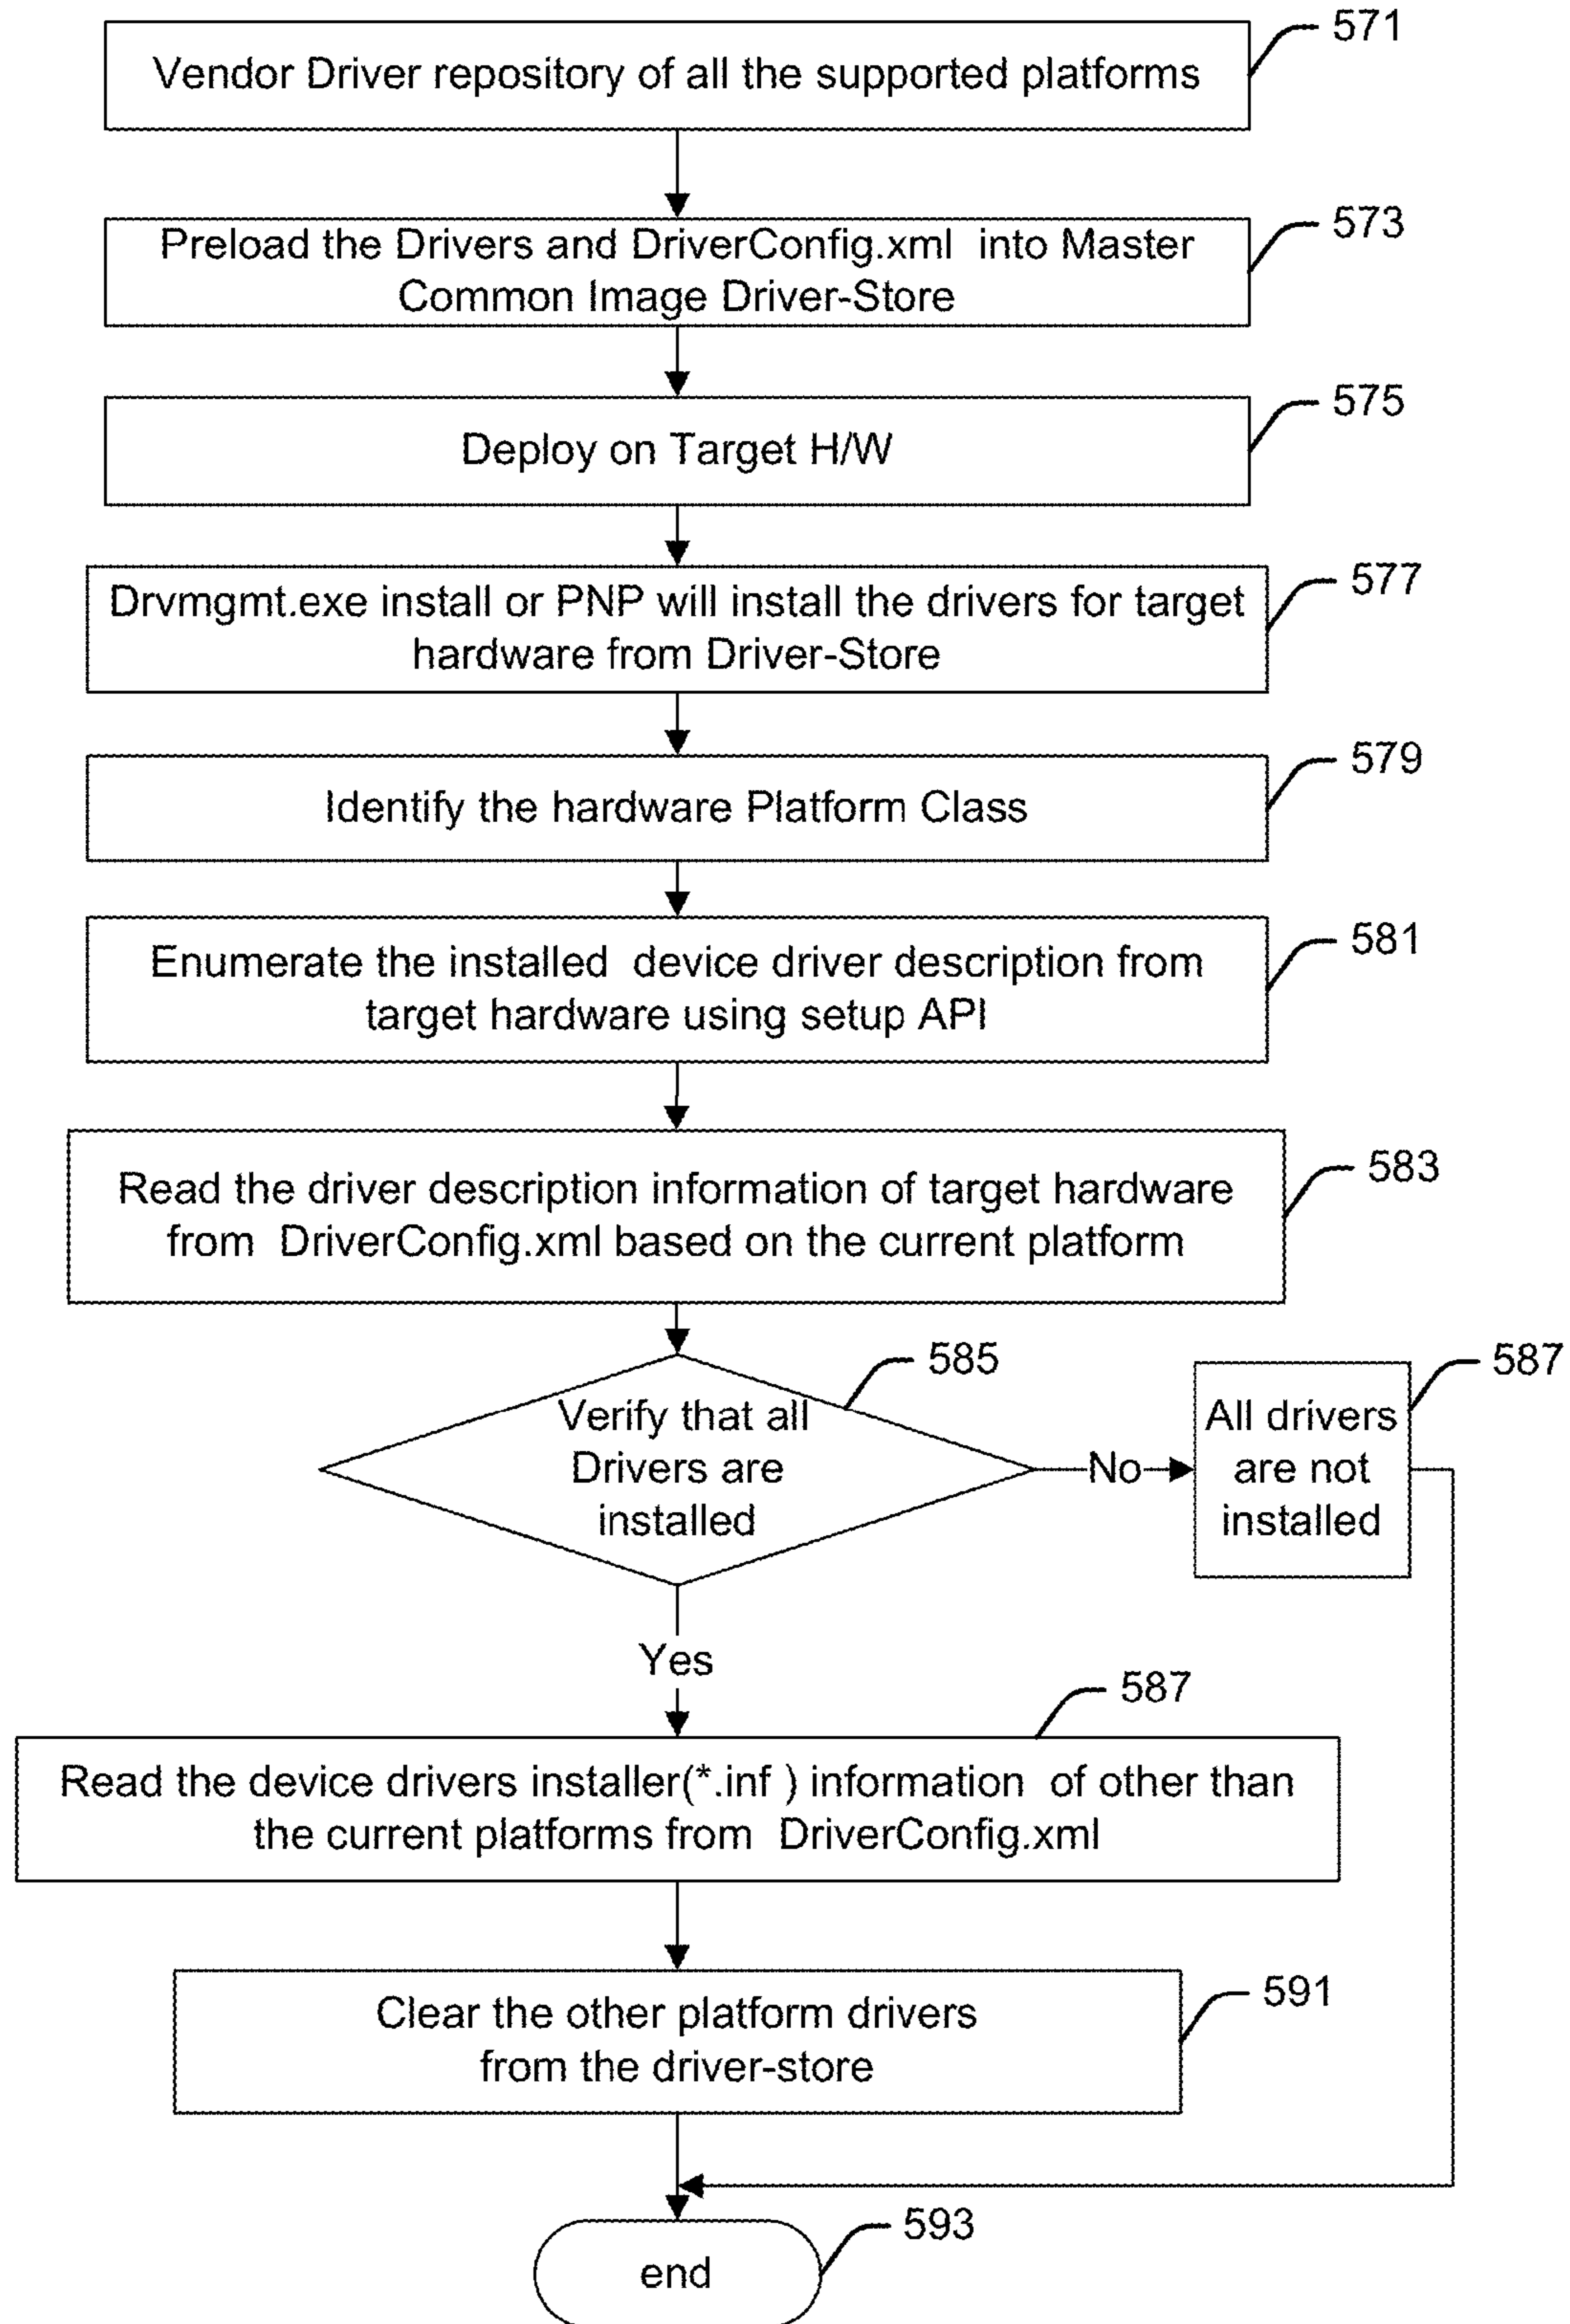 571
Vendor Driver repository of all the supported platforms
573
Preload the Drivers and DriverConfig.xml into Master
Common Image Driver-Store
575
Deploy on Target H/W
577
Drvmgmt.exe install or PNP will install the drivers for target
hardware from Driver-Store
579
Identify the hardware Platform Class
581
Enumerate the installed device driver description from
target hardware using setup API
583
Read the driver description information of target hardware
from DriverConfig.xml based on the current platform
585
Verify that all
Drivers are
installed
No
587
All drivers
are not
installed
Yes
587
Read the device drivers installer(*.inf ) information of other than
the current platforms from DriverConfig.xml
591
Clear the other platform drivers
from the driver-store
593
end